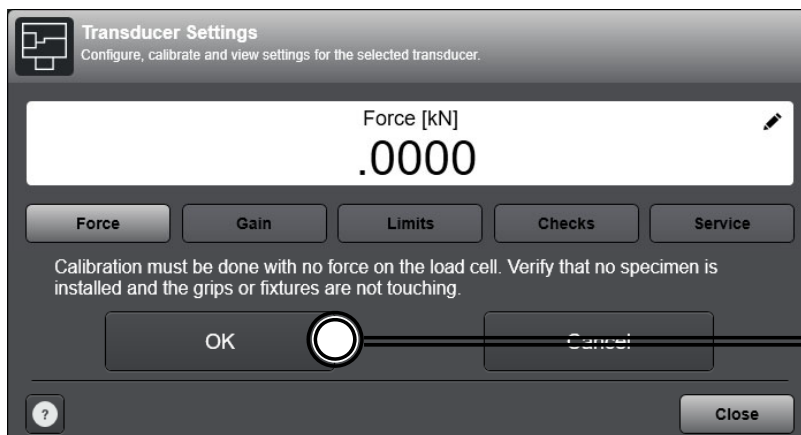 Transducer Settings
Configure, calibrate and view settings for the selected transducer.
Force [kN]
.0000
Force Gain Limits Checks Service
Calibration must be done with no force on the load cell. Verify that no specimen is
installed and the grips or fixtures are not touching.
OK Cancel
?
Close